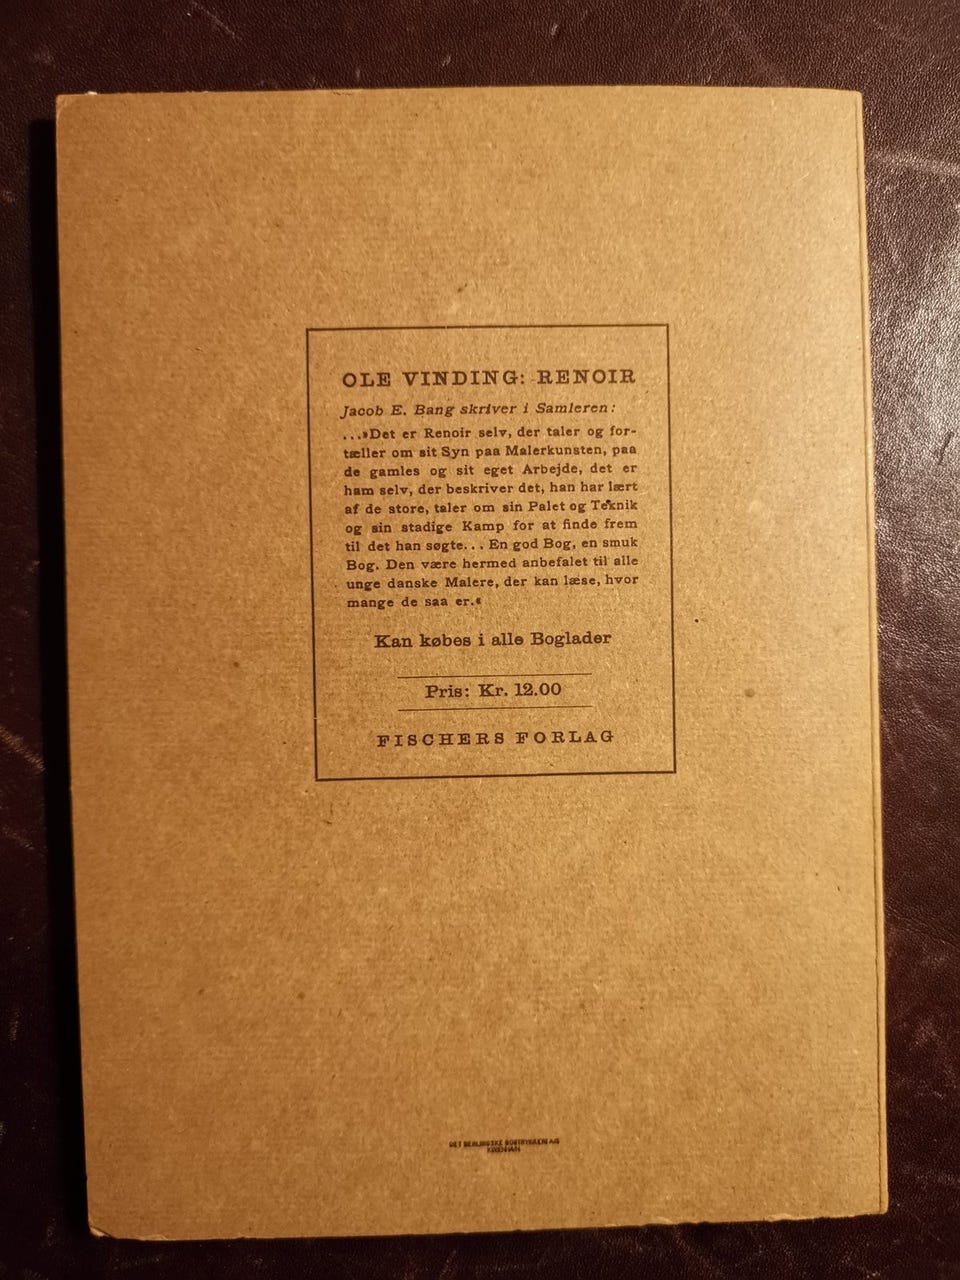 OLE VINDING: RENOIR
Jacob E. Bang skriver i Samleren:
...»Det er Renoir selv, der taler og for-
tæller om sit Syn paa Malerkunsten, paa
de gamles og sit eget Arbejde, det er
ham selv, der beskriver det, han har lært
af de store, taler om sin Palet og Teknik
og sin stadige Kamp for at finde frem
til det han søgte... En god Bog, en smuk
Bog. Den være hermed anbefalet til alle
unge danske Malere, der kan læse, hvor
mange de saa er.«
Kan købes i alle Boglader
Pris: Kr. 12.00
FISCHERS FORLAG
DET BERLINGSKE BOGTRYKKERI A/S